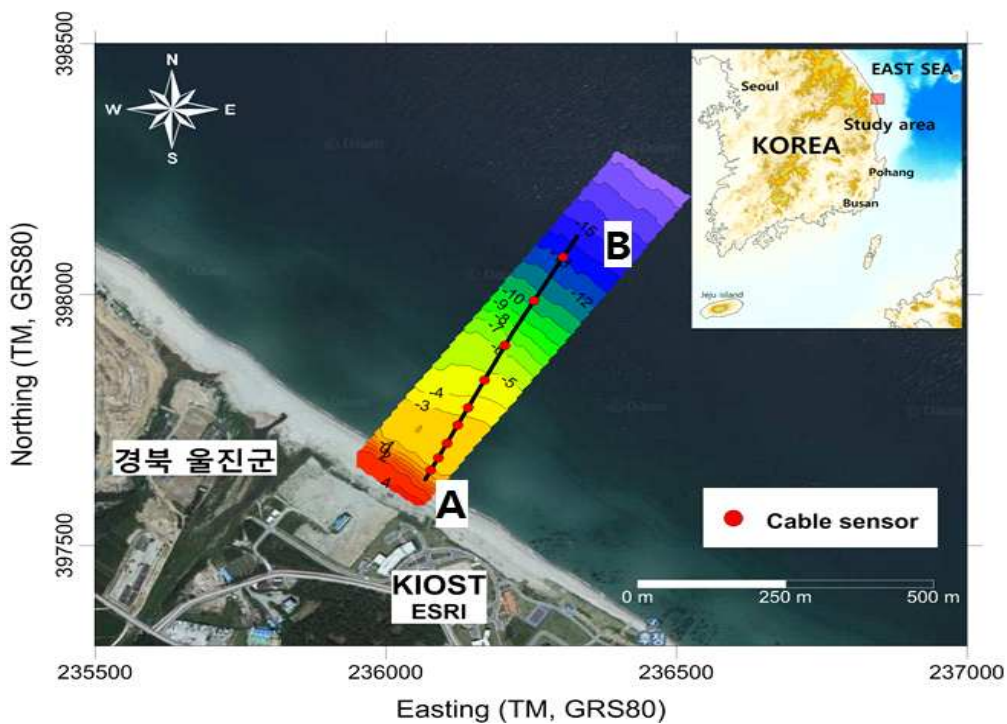 398500
398000
397500
Northing (TM, GRS80)
N
W
E
S
EAST SEA
Seoul
Study area
KOREA
Pohang
Busan
Jeju island
-15
B
-12
-10
-9
-8
-7
-6
-5
-4
-3
2
4
A
경북 울진군
Cable sensor
KIOST
ESRI
0 m
250 m
500 m
235500
236000
236500
237000
Easting (TM, GRS80)